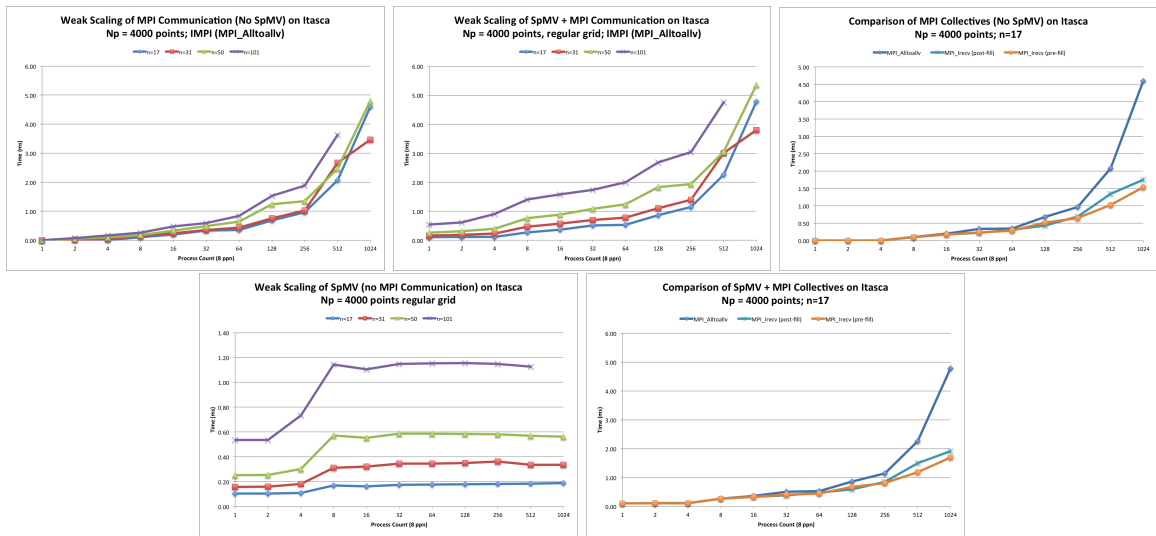 Weak Scaling of MPI Communication (No SpMV) on Itasca
Np = 4000 points; IMPI (MPI_Alltoallv)
n=17 n=31 n=50 n=101
6.00
5.00
4.00
3.00
2.00
1.00
0.00
Time (ms)
1 2 4 8 16 32 64 128 256 512 1024
Process Count (8 ppn)
Weak Scaling of SpMV + MPI Communication on Itasca
Np = 4000 points, regular grid; IMPI (MPI_Alltoallv)
n=17 n=31 n=50 n=101
6.00
5.00
4.00
3.00
2.00
1.00
0.00
Time (ms)
1 2 4 8 16 32 64 128 256 512 1024
Process Count (8 ppn)
Comparison of MPI Collectives (No SpMV) on Itasca
Np = 4000 points; n=17
MPI_Alltoallv MPI_Irecv (post-fill) MPI_Irecv (pre-fill)
5.00
4.50
4.00
3.50
3.00
2.50
2.00
1.50
1.00
0.50
0.00
Time (ms)
1 2 4 8 16 32 64 128 256 512 1024
Process Count (8 ppn)
Weak Scaling of SpMV (no MPI Communication) on Itasca
Np = 4000 points regular grid
n=17 n=31 n=50 n=101
1.40
1.20
1.00
0.80
0.60
0.40
0.20
0.00
Time (ms)
1 2 4 8 16 32 64 128 256 512 1024
Process Count (8 ppn)
Comparison of SpMV + MPI Collectives on Itasca
Np = 4000 points; n=17
MPI_Alltoallv MPI_Irecv (post-fill) MPI_Irecv (pre-fill)
6.00
5.00
4.00
3.00
2.00
1.00
0.00
Time (ms)
1 2 4 8 16 32 64 128 256 512 1024
Process Count (8 ppn)